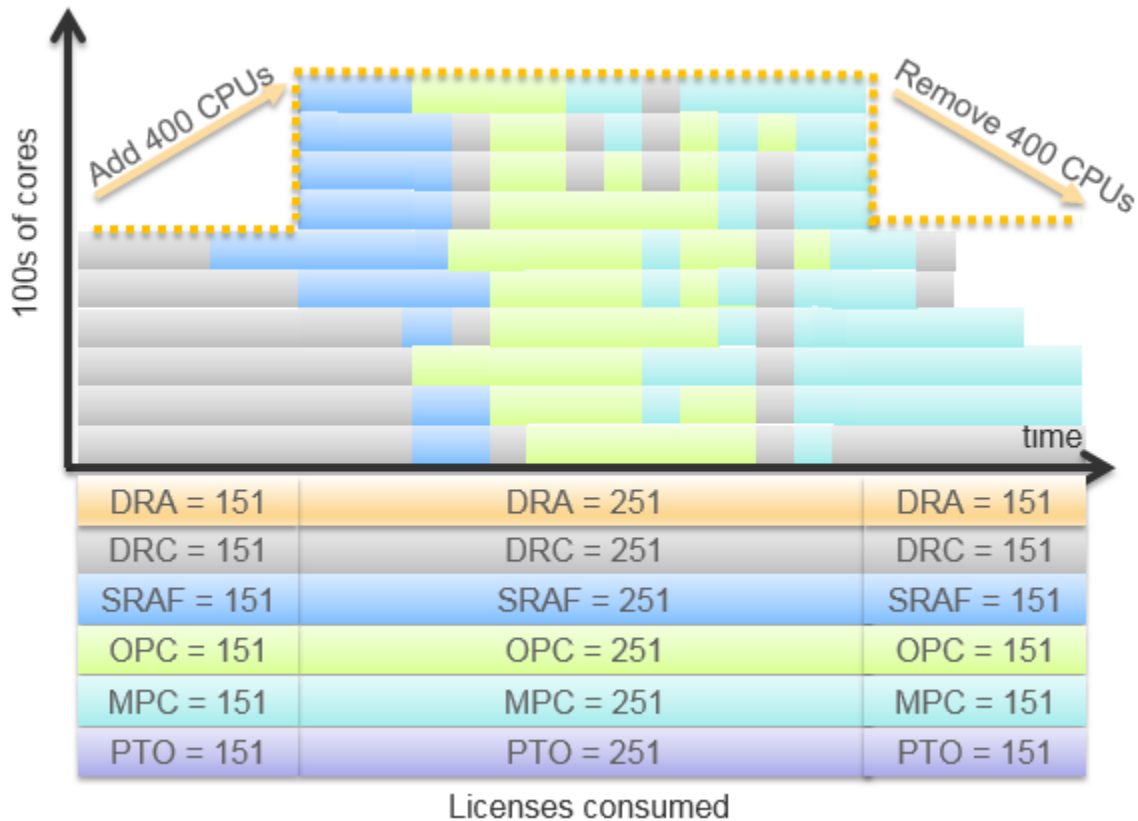 Add 400 CPUs
Remove 400 CPUs
100s of cores
time
DRA = 151 DRA = 251 DRA = 151
DRC = 151 DRC = 251 DRC = 151
SRAF = 151 SRAF = 251 SRAF = 151
OPC = 151 OPC = 251 OPC = 151
MPC = 151 MPC = 251 MPC = 151
PTO = 151 PTO = 251 PTO = 151
Licenses consumed